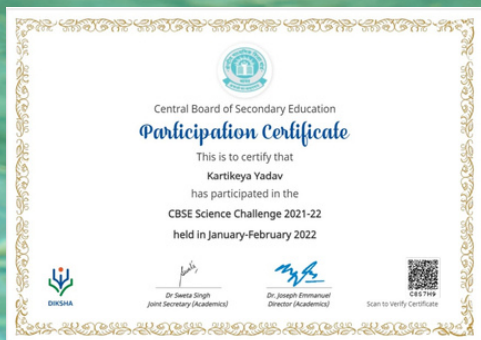 Central Board of Secondary Education
Participation Certificate
This is to certify that
Kartikeya Yadav
has participated in the
CBSE Science Challenge 2021-22
held in January-February 2022
DIKSHA
Dr Sweta Singh
Joint Secretary (Academics)
Dr. Joseph Emmanuel
Director (Academics)
C8S7H9
Scan to Verify Certificate